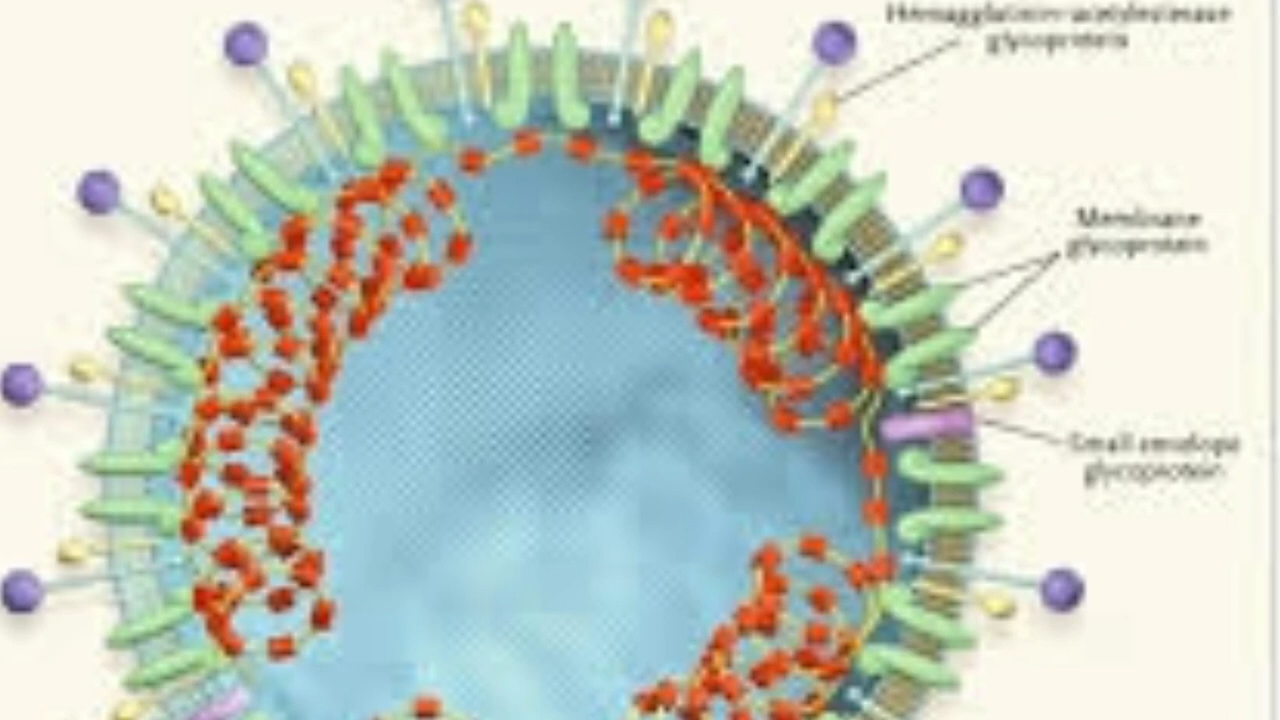 Hemagglutinin-acetylesterase
glycoprotein
Membrane
glycoprotein
Small envelope
glycoprotein